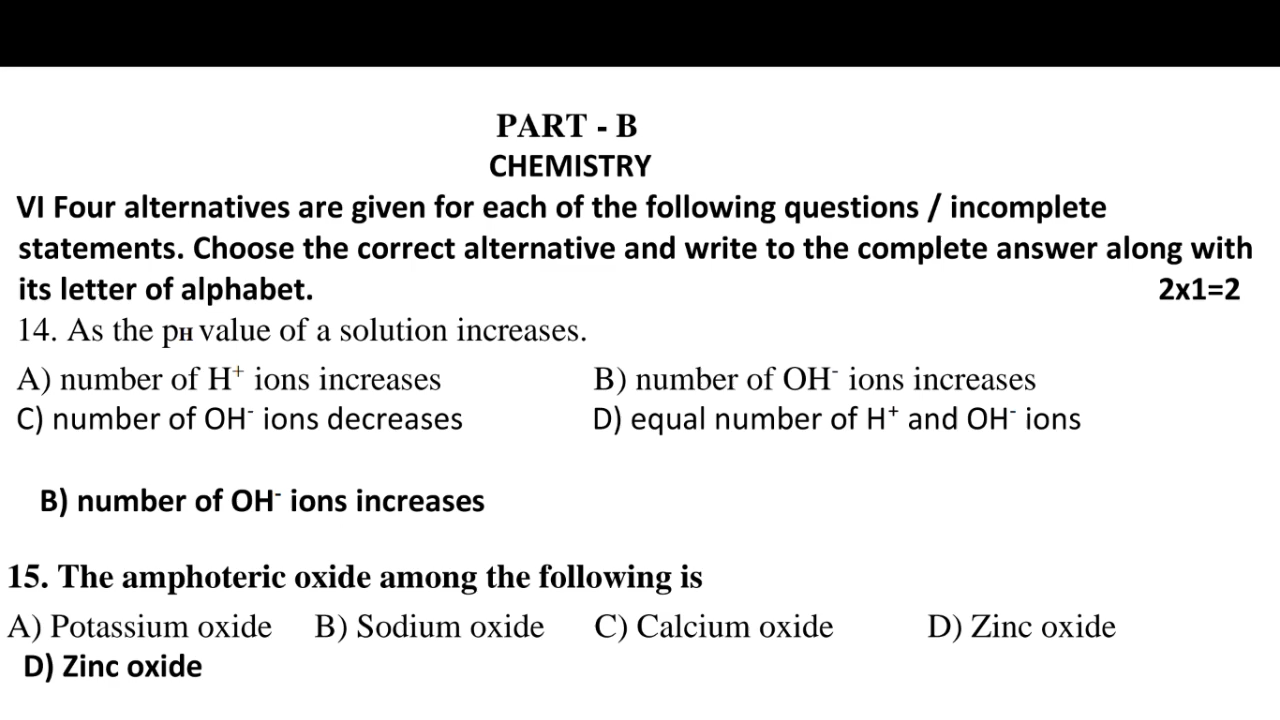 PART - B
CHEMISTRY
VI Four alternatives are given for each of the following questions / incomplete
statements. Choose the correct alternative and write to the complete answer along with
its letter of alphabet. 2x1=2
14. As the pH value of a solution increases.
A) number of H⁺ ions increases B) number of OH⁻ ions increases
C) number of OH⁻ ions decreases D) equal number of H⁺ and OH⁻ ions
B) number of OH⁻ ions increases
15. The amphoteric oxide among the following is
A) Potassium oxide B) Sodium oxide C) Calcium oxide D) Zinc oxide
D) Zinc oxide